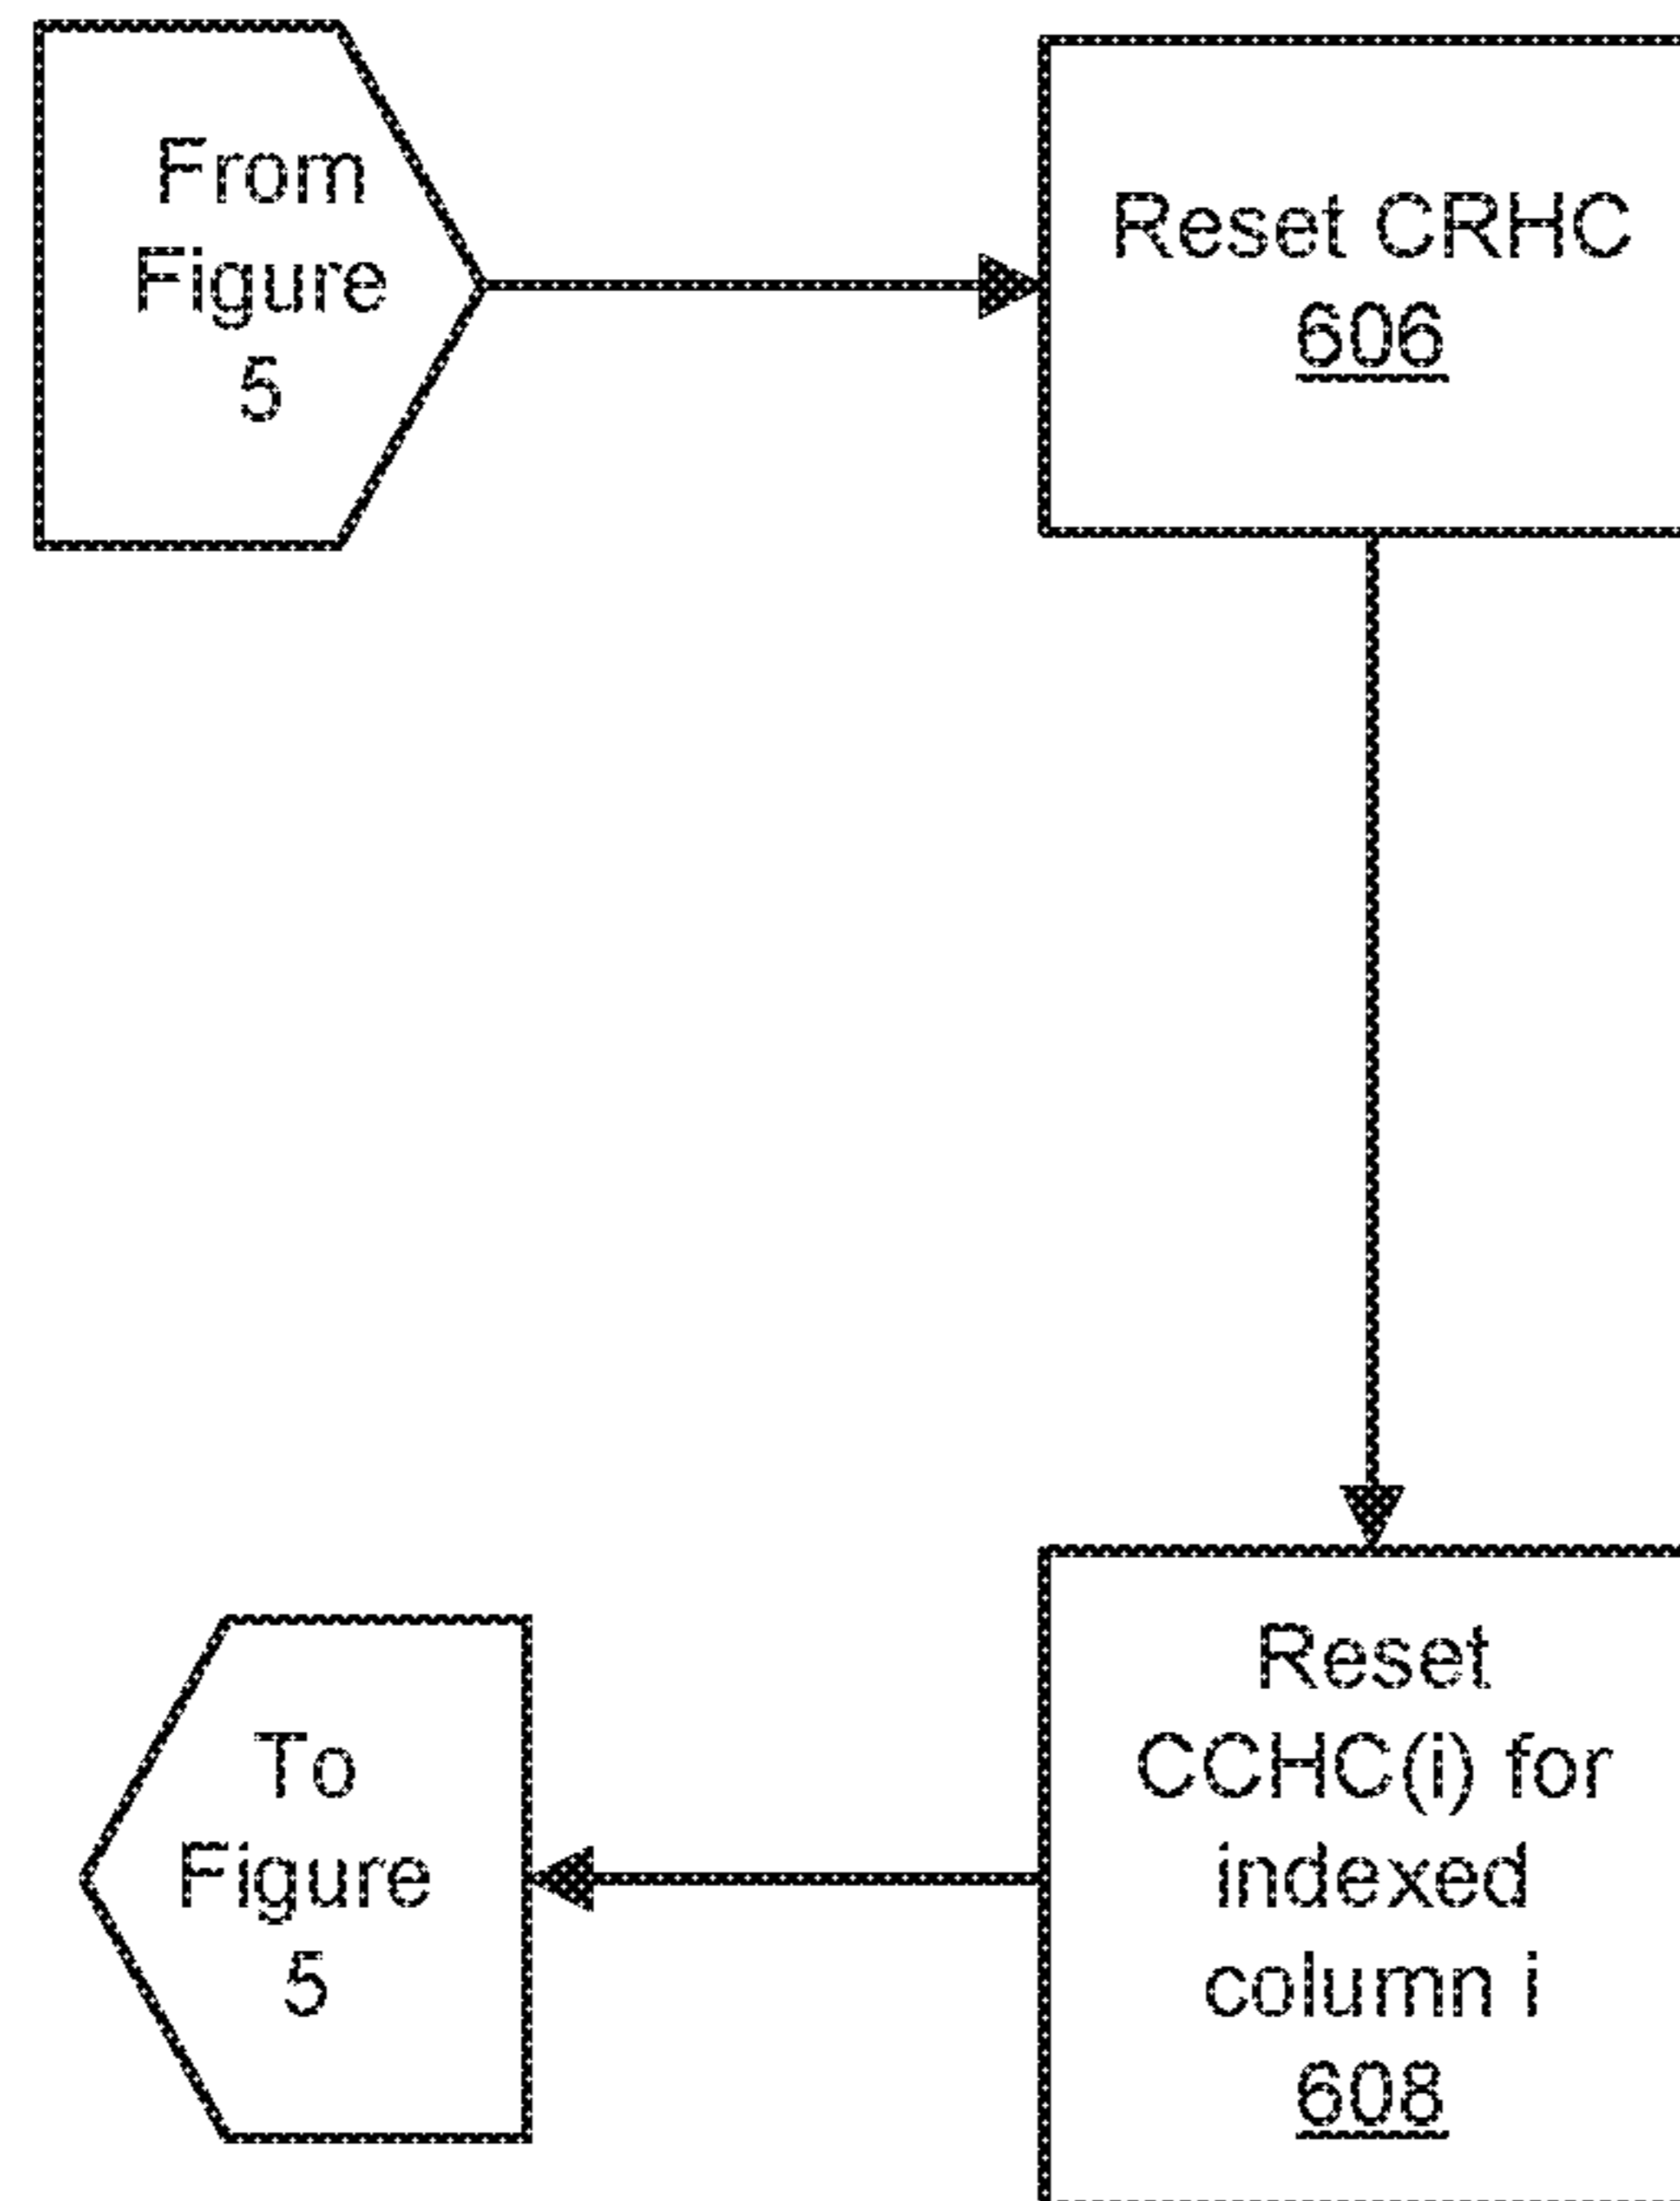 From
Figure
5
Reset CRHC
606
Reset
CCHC(i) for
indexed
column i
608
To
Figure
5